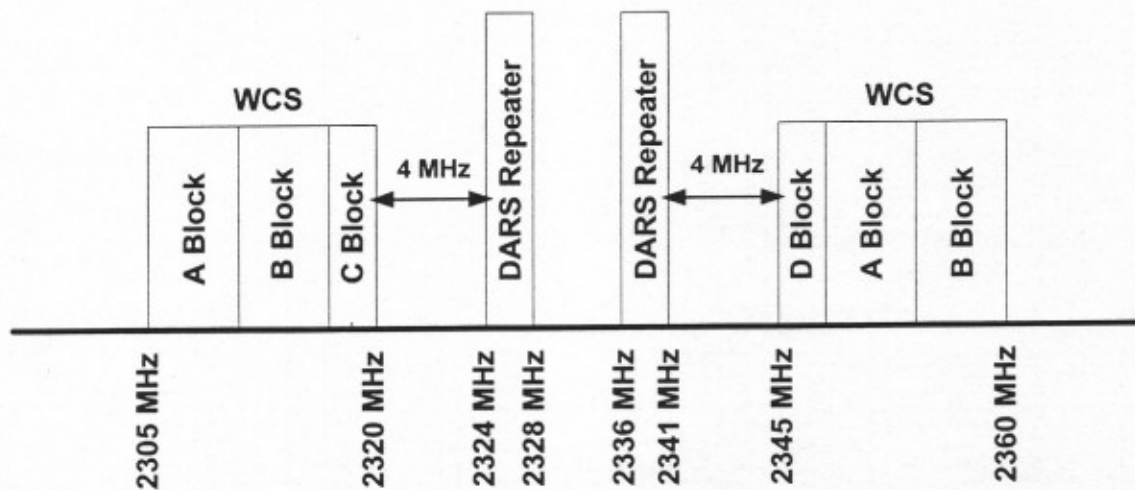 WCS
A Block
B Block
C Block
4 MHz
DARS Repeater
DARS Repeater
4 MHz
WCS
D Block
A Block
B Block
2305 MHz
2320 MHz
2324 MHz
2328 MHz
2336 MHz
2341 MHz
2345 MHz
2360 MHz